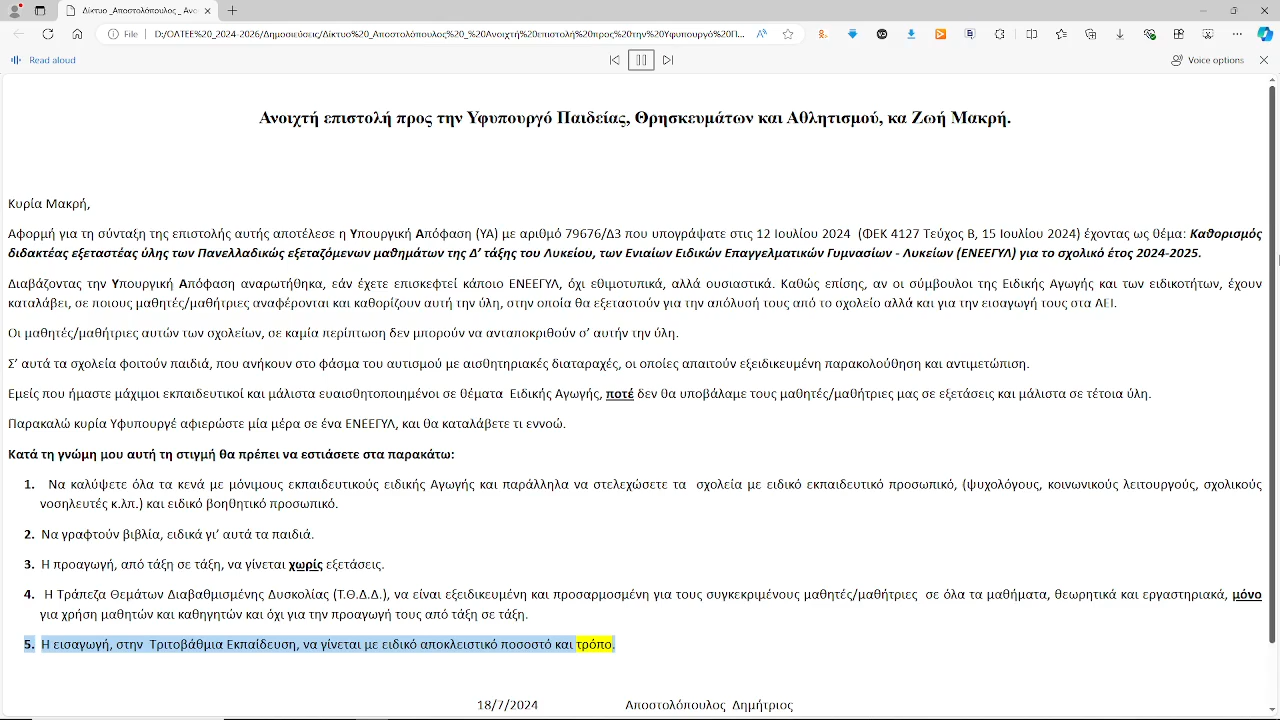 Δίκτυο _Αποστολόπουλος _ Ανο
File
D:/ΟΛΤΕΕ%20_2024-2026/Δημοσιεύσεις/Δίκτυο%20_Αποστολόπουλος%20_%20Ανοιχτή%20επιστολή%20προς%20την%20Υφυπουργό%20Π...
Read aloud
Voice options
Ανοιχτή επιστολή προς την Υφυπουργό Παιδείας, Θρησκευμάτων και Αθλητισμού, κα Ζωή Μακρή.
Κυρία Μακρή,
Αφορμή για τη σύνταξη της επιστολής αυτής αποτέλεσε η Υπουργική Απόφαση (ΥΑ) με αριθμό 79676/Δ3 που υπογράψατε στις 12 Ιουλίου 2024 (ΦΕΚ 4127 Τεύχος Β, 15 Ιουλίου 2024) έχοντας ως θέμα: Καθορισμός
διδακτέας εξεταστέας ύλης των Πανελλαδικώς εξεταζόμενων μαθημάτων της Δ’ τάξης του Λυκείου, των Ενιαίων Ειδικών Επαγγελματικών Γυμνασίων - Λυκείων (ΕΝΕΕΓΥΛ) για το σχολικό έτος 2024-2025.
Διαβάζοντας την Υπουργική Απόφαση αναρωτήθηκα, εάν έχετε επισκεφτεί κάποιο ΕΝΕΕΓΥΛ, όχι εθιμοτυπικά, αλλά ουσιαστικά. Καθώς επίσης, αν οι σύμβουλοι της Ειδικής Αγωγής και των ειδικοτήτων, έχουν
καταλάβει, σε ποιους μαθητές/μαθήτριες αναφέρονται και καθορίζουν αυτή την ύλη, στην οποία θα εξεταστούν για την απόλυσή τους από το σχολείο αλλά και για την εισαγωγή τους στα ΑΕΙ.
Οι μαθητές/μαθήτριες αυτών των σχολείων, σε καμία περίπτωση δεν μπορούν να ανταποκριθούν σ’ αυτήν την ύλη.
Σ’ αυτά τα σχολεία φοιτούν παιδιά, που ανήκουν στο φάσμα του αυτισμού με αισθητηριακές διαταραχές, οι οποίες απαιτούν εξειδικευμένη παρακολούθηση και αντιμετώπιση.
Εμείς που ήμαστε μάχιμοι εκπαιδευτικοί και μάλιστα ευαισθητοποιημένοι σε θέματα Ειδικής Αγωγής, ποτέ δεν θα υποβάλαμε τους μαθητές/μαθήτριες μας σε εξετάσεις και μάλιστα σε τέτοια ύλη.
Παρακαλώ κυρία Υφυπουργέ αφιερώστε μία μέρα σε ένα ΕΝΕΕΓΥΛ, και θα καταλάβετε τι εννοώ.
Κατά τη γνώμη μου αυτή τη στιγμή θα πρέπει να εστιάσετε στα παρακάτω:
1. Να καλύψετε όλα τα κενά με μόνιμους εκπαιδευτικούς ειδικής Αγωγής και παράλληλα να στελεχώσετε τα σχολεία με ειδικό εκπαιδευτικό προσωπικό, (ψυχολόγους, κοινωνικούς λειτουργούς, σχολικούς
νοσηλευτές κ.λπ.) και ειδικό βοηθητικό προσωπικό.
2. Να γραφτούν βιβλία, ειδικά γι’ αυτά τα παιδιά.
3. Η προαγωγή, από τάξη σε τάξη, να γίνεται χωρίς εξετάσεις.
4. Η Τράπεζα Θεμάτων Διαβαθμισμένης Δυσκολίας (Τ.Θ.Δ.Δ.), να είναι εξειδικευμένη και προσαρμοσμένη για τους συγκεκριμένους μαθητές/μαθήτριες σε όλα τα μαθήματα, θεωρητικά και εργαστηριακά, μόνο
για χρήση μαθητών και καθηγητών και όχι για την προαγωγή τους από τάξη σε τάξη.
5. Η εισαγωγή, στην Τριτοβάθμια Εκπαίδευση, να γίνεται με ειδικό αποκλειστικό ποσοστό και τρόπο.
18/7/2024 Αποστολόπουλος Δημήτριος